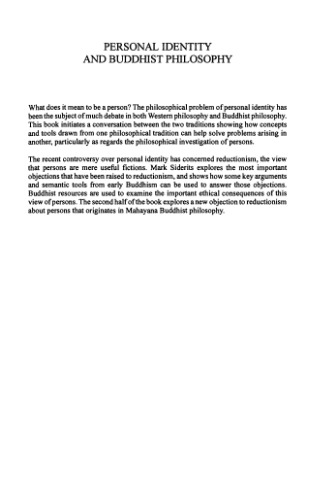 PERSONAL IDENTITY
AND BUDDHIST PHILOSOPHY
What does it mean to be a person? The philosophical problem of personal identity has
been the subject of much debate in both Western philosophy and Buddhist philosophy.
This book initiates a conversation between the two traditions showing how concepts
and tools drawn from one philosophical tradition can help solve problems arising in
another, particularly as regards the philosophical investigation of persons.
The recent controversy over personal identity has concerned reductionism, the view
that persons are mere useful fictions. Mark Siderits explores the most important
objections that have been raised to reductionism, and shows how some key arguments
and semantic tools from early Buddhism can be used to answer those objections.
Buddhist resources are used to examine the important ethical consequences of this
view of persons. The second half of the book explores a new objection to reductionism
about persons that originates in Mahayana Buddhist philosophy.